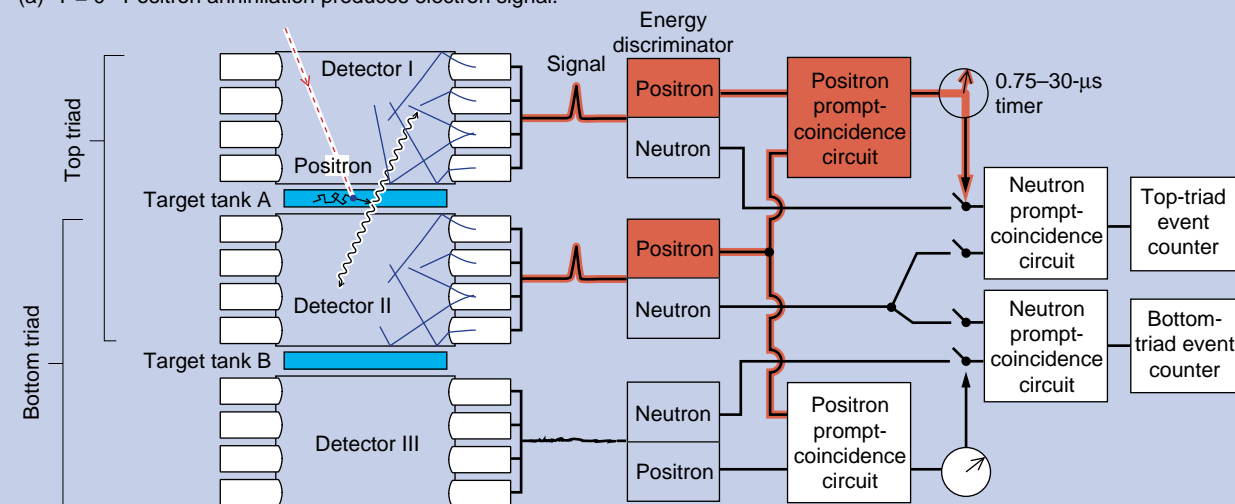 (a) T = 0 Positron annihilation produces electron signal.
Energy
discriminator
Top triad
Detector I
Signal
Positron
Neutron
Positron
prompt-
coincidence
circuit
0.75–30-μs
timer
Positron
Target tank A
Neutron
prompt-
coincidence
circuit
Top-triad
event
counter
Bottom triad
Detector II
Positron
Neutron
Target tank B
Neutron
prompt-
coincidence
circuit
Bottom-
triad event
counter
Detector III
Neutron
Positron
Positron
prompt-
coincidence
circuit